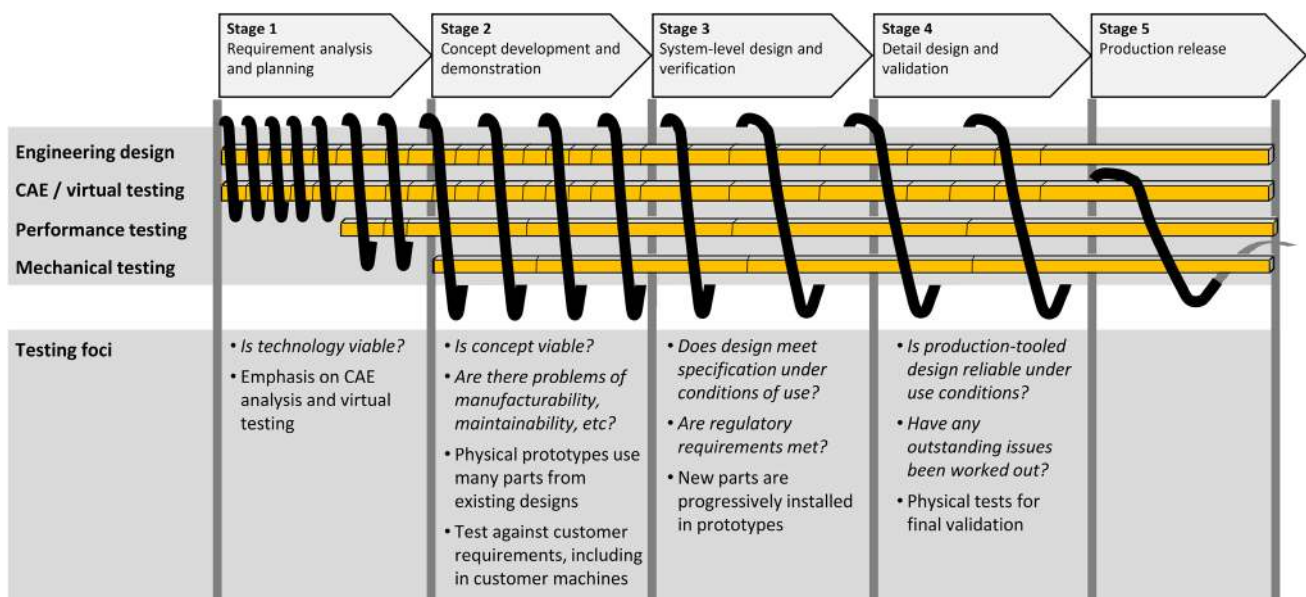 Stage 1
Requirement analysis
and planning
Stage 2
Concept development and
demonstration
Stage 3
System-level design and
verification
Stage 4
Detail design and
validation
Stage 5
Production release
Engineering design
CAE / virtual testing
Performance testing
Mechanical testing
Testing foci
• Is technology viable?
• Emphasis on CAE
analysis and virtual
testing
• Is concept viable?
• Are there problems of
manufacturability,
maintainability, etc?
• Physical prototypes use
many parts from
existing designs
• Test against customer
requirements, including
in customer machines
• Does design meet
specification under
conditions of use?
• Are regulatory
requirements met?
• New parts are
progressively installed
in prototypes
• Is production-tooled
design reliable under
use conditions?
• Have any
outstanding issues
been worked out?
• Physical tests for
final validation